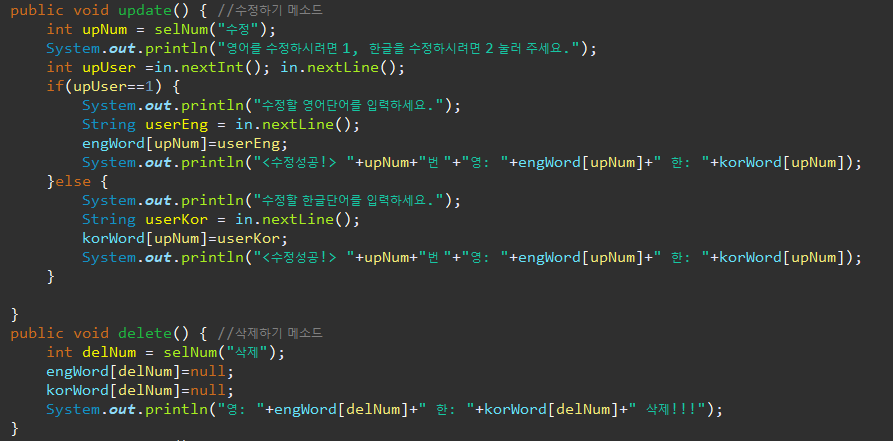 public void update() { //수정하기 메소드
int upNum = selNum("수정");
System.out.println("영어를 수정하시려면 1, 한글을 수정하시려면 2 눌러 주세요.");
int upUser =in.nextInt(); in.nextLine();
if(upUser==1) {
System.out.println("수정할 영어단어를 입력하세요.");
String userEng = in.nextLine();
engWord[upNum]=userEng;
System.out.println("<수정성공!> "+upNum+"번 "+"영: "+engWord[upNum]+" 한: "+korWord[upNum]);
}else {
System.out.println("수정할 한글단어를 입력하세요.");
String userKor = in.nextLine();
korWord[upNum]=userKor;
System.out.println("<수정성공!> "+upNum+"번 "+"영: "+engWord[upNum]+" 한: "+korWord[upNum]);
}
}
public void delete() { //삭제하기 메소드
int delNum = selNum("삭제");
engWord[delNum]=null;
korWord[delNum]=null;
System.out.println("영: "+engWord[delNum]+" 한: "+korWord[delNum]+" 삭제!!!");
}